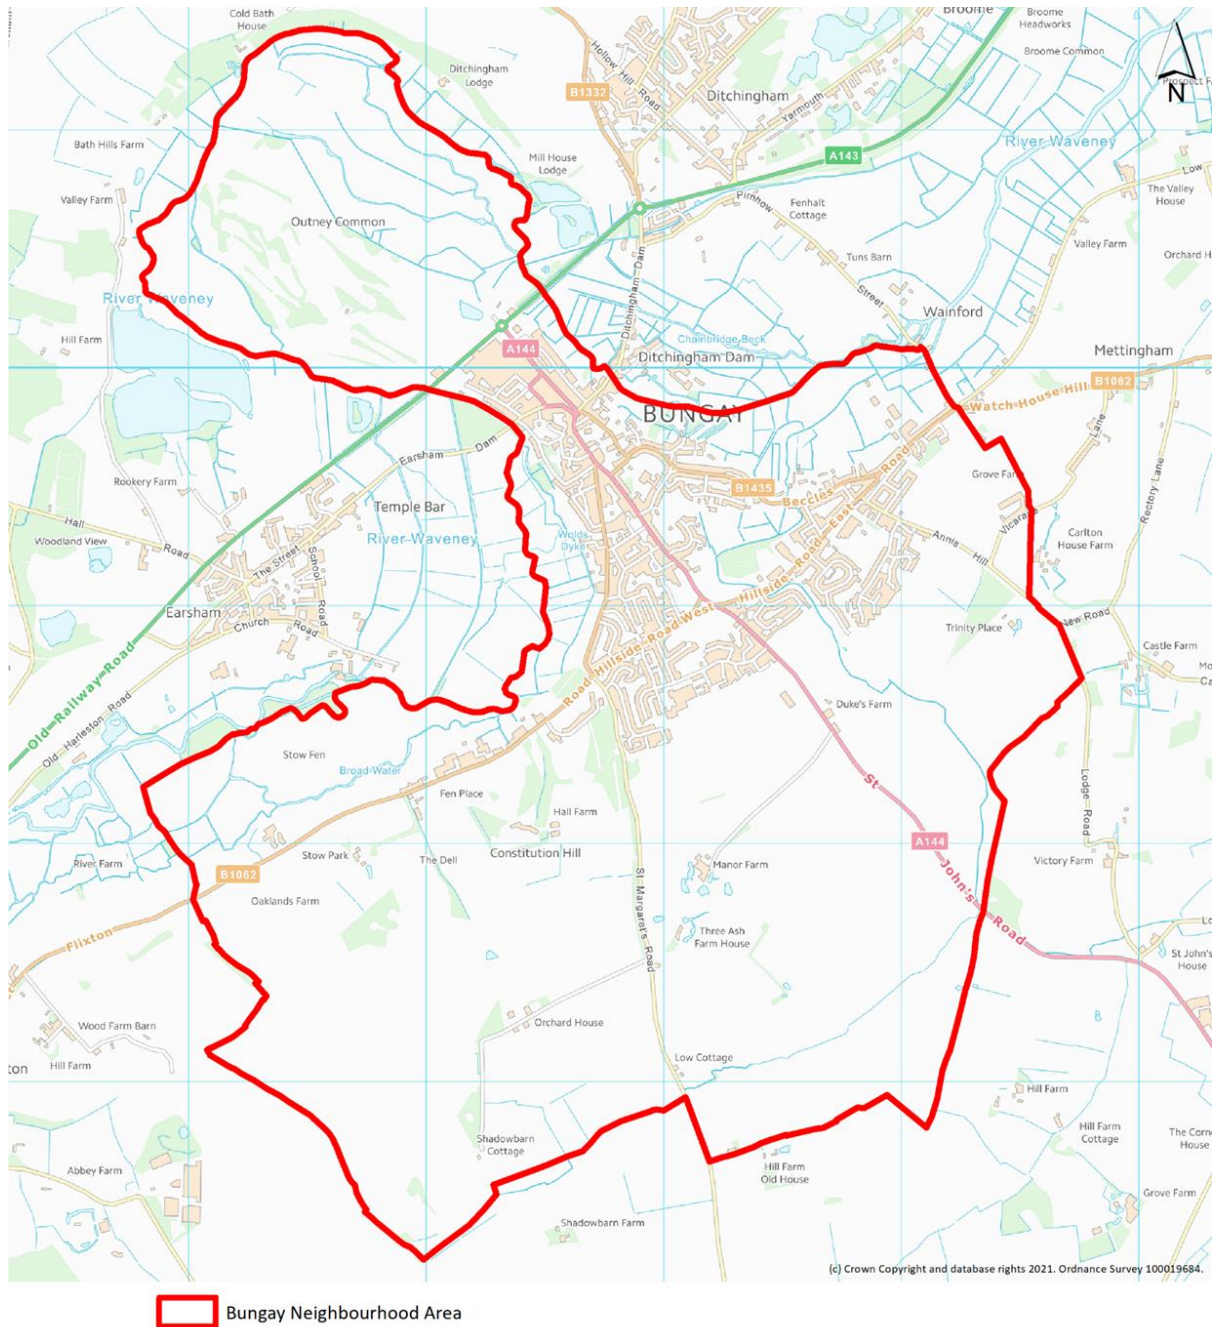 Cold Bath
House
Broome
Broome
Headworks
Broome Common
Hollow Hill
Road
Ditchingham
Lodge
B1332
Ditchingham
Yarmouth
N
River Waveney
Bath Hills Farm
Mill House
Lodge
A143
Low
Valley Farm
The Valley
House
Outney Common
Pirnhow
Fenhalt
Cottage
Valley Farm
Tuns Barn
Street
Ditchingham Dam
River Waveney
Wainford
Hill Farm
Chainbridge Beck
A144
Ditchingham Dam
Mettingham
B1062
Watch House Hill
BUNGAY
Lane
Earsham
Dam
Road
Grove Farm
Rookery Farm
B1435
Beccles
Rectory Lane
Temple Bar
Vicarage
Hall
Road
Woodland View
River Waveney
Wolds
Dyke
East
Annis
Hill
Carlton
House Farm
The Street
School
Road
Hillside Road
Earsham
Church
Road
Hillside Road West
Road
New Road
Trinity Place
Castle Farm
Old Railway Road
Old Harleston Road
Duke's Farm
Stow Fen
Broad Water
St
Fen Place
Lodge
Road
Hall Farm
River Farm
Stow Park
The Dell
Constitution Hill
A144
Victory Farm
B1062
Manor Farm
Oaklands Farm
St Margaret's Road
John's
Road
Flixton
Three Ash
Farm House
St John's
House
Wood Farm Barn
Orchard House
Hill Farm
Low Cottage
Hill Farm
Hill Farm
Cottage
Shadowbarn
Cottage
Abbey Farm
Hill Farm
Old House
Grove Farm
Shadowbarn Farm
(c) Crown Copyright and database rights 2021. Ordnance Survey 100019684.
Bungay Neighbourhood Area